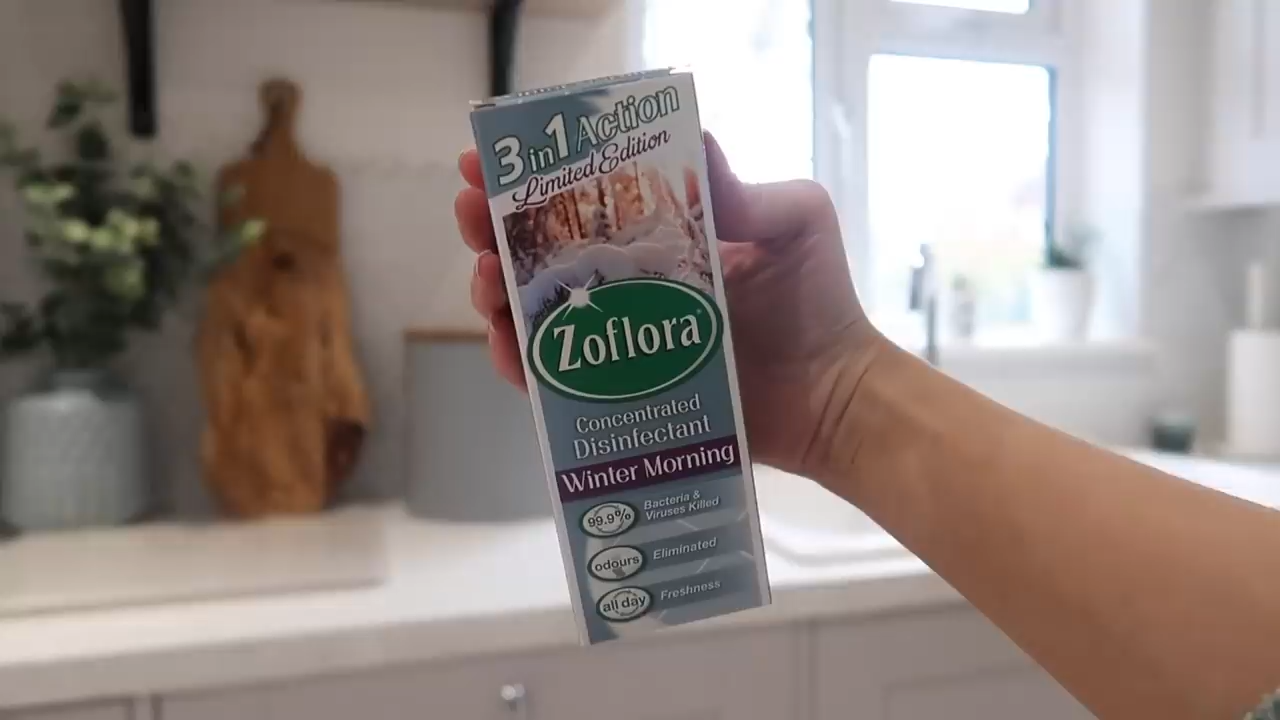 3 in 1 Action
Limited Edition
Zoflora
Concentrated
Disinfectant
Winter Morning
99.9% Bacteria &
Viruses Killed
odours Eliminated
all day Freshness